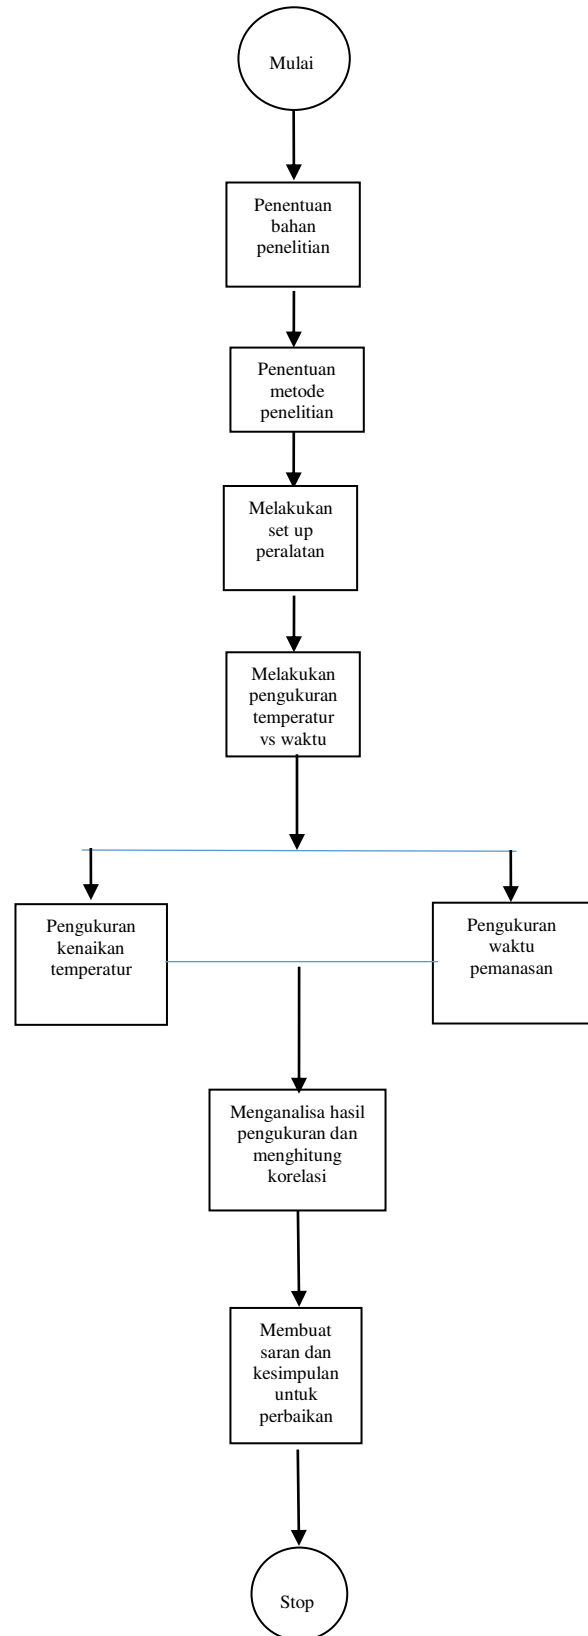 Mulai
Penentuan
bahan
penelitian
Penentuan
metode
penelitian
Melakukan
set up
peralatan
Melakukan
pengukuran
temperatur
vs waktu
Pengukuran
kenaikan
temperatur
Pengukuran
waktu
pemanasan
Menganalisa hasil
pengukuran dan
menghitung
korelasi
Membuat
saran dan
kesimpulan
untuk
perbaikan
Stop